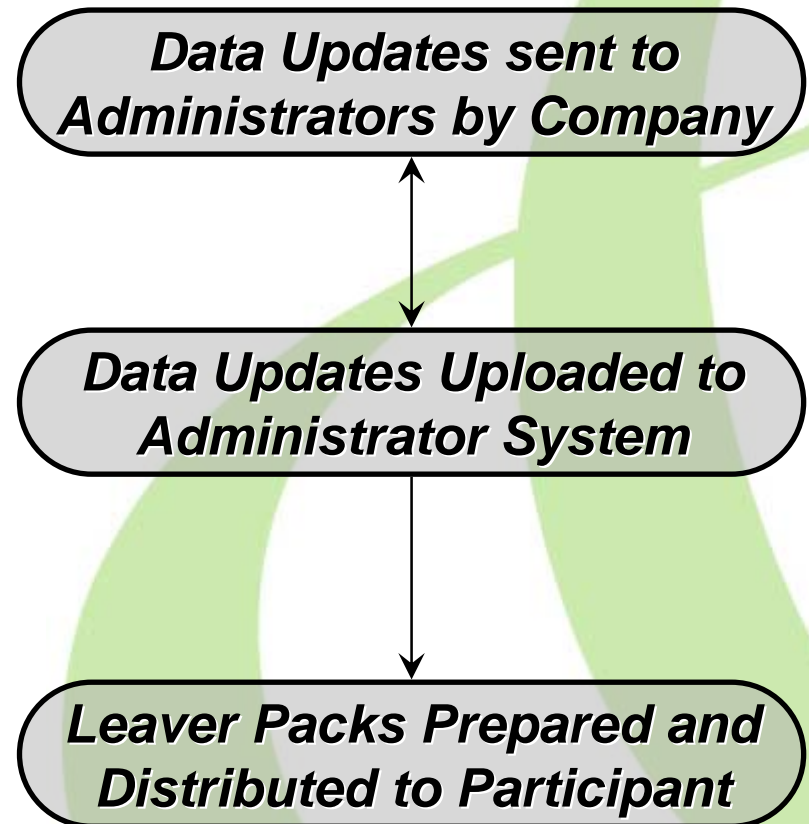 Data Updates sent to
Administrators by Company
Data Updates Uploaded to
Administrator System
Leaver Packs Prepared and
Distributed to Participant